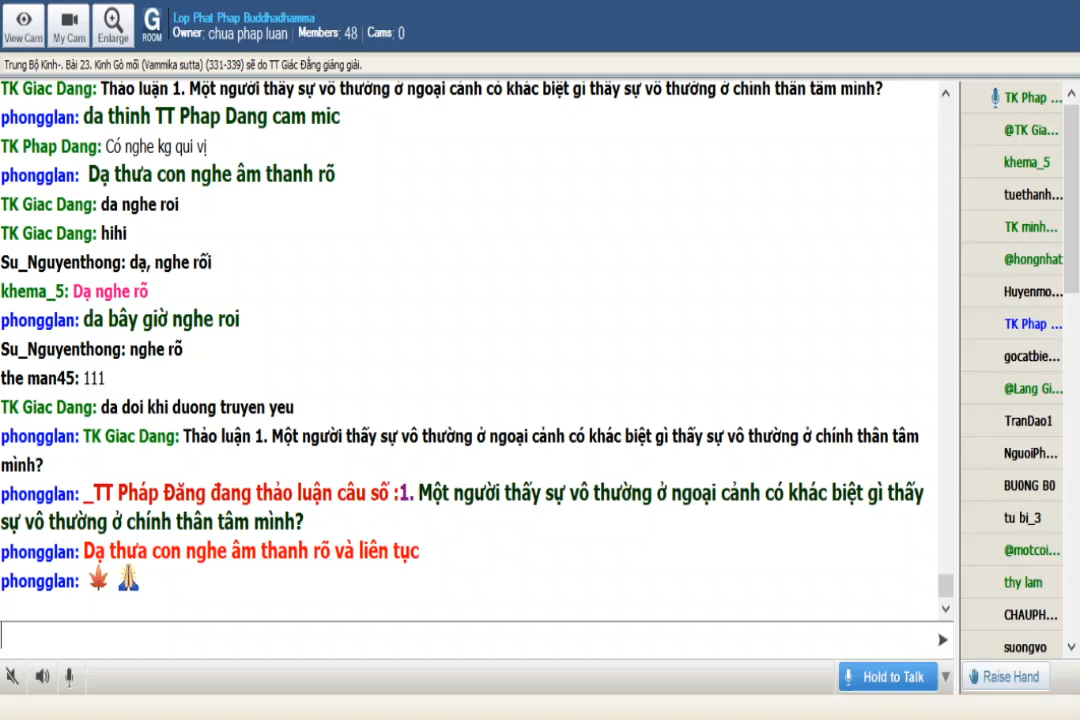 View Cam
My Cam
Enlarge
G
ROOM
Lop Phat Phap Buddhadhamma
Owner: chua phap luan | Members: 48 | Cams: 0
Trung Bộ Kinh-. Bài 23. Kinh Gò mối (Vammika sutta) (331-339) sẽ do TT Giác Đẳng giảng giải.
TK Giac Dang: Thảo luận 1. Một người thấy sự vô thường ở ngoại cảnh có khác biệt gì thấy sự vô thường ở chính thân tâm mình?
phongglan: da thinh TT Phap Dang cam mic
TK Phap Dang: Có nghe kg qui vị
phongglan: Dạ thưa con nghe âm thanh rõ
TK Giac Dang: da nghe roi
TK Giac Dang: hihi
Su_Nguyenthong: dạ, nghe rồi
khema_5: Dạ nghe rõ
phongglan: da bây giờ nghe roi
Su_Nguyenthong: nghe rõ
the man45: 111
TK Giac Dang: da doi khi duong truyen yeu
phongglan: TK Giac Dang: Thảo luận 1. Một người thấy sự vô thường ở ngoại cảnh có khác biệt gì thấy sự vô thường ở chính thân tâm
mình?
phongglan: _TT Pháp Đăng đang thảo luận câu số :1. Một người thấy sự vô thường ở ngoại cảnh có khác biệt gì thấy
sự vô thường ở chính thân tâm mình?
phongglan: Dạ thưa con nghe âm thanh rõ và liên tục
phongglan:
Hold to Talk
TK Phap ...
@TK Gia...
khema_5
tuethanh...
TK minh...
@hongnhat
Huyenmo...
TK Phap ...
gocatbie...
@Lang Gi...
TranDao1
NguoiPh...
BUONG BO
tu bi_3
@motcoi...
thy lam
CHAUPH...
suongvo
Raise Hand